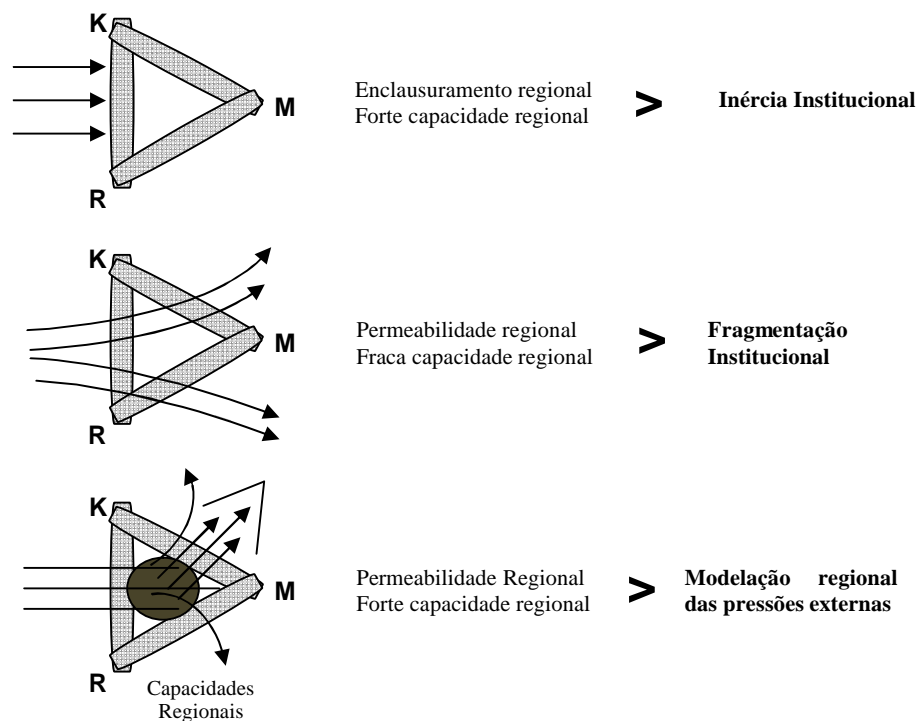 K
M
R
Enclausuramento regional
Forte capacidade regional
>
Inércia Institucional
K
M
R
Permeabilidade regional
Fraca capacidade regional
>
Fragmentação
Institucional
K
M
R
Capacidades
Regionais
Permeabilidade Regional
Forte capacidade regional
>
Modelação regional
das pressões externas